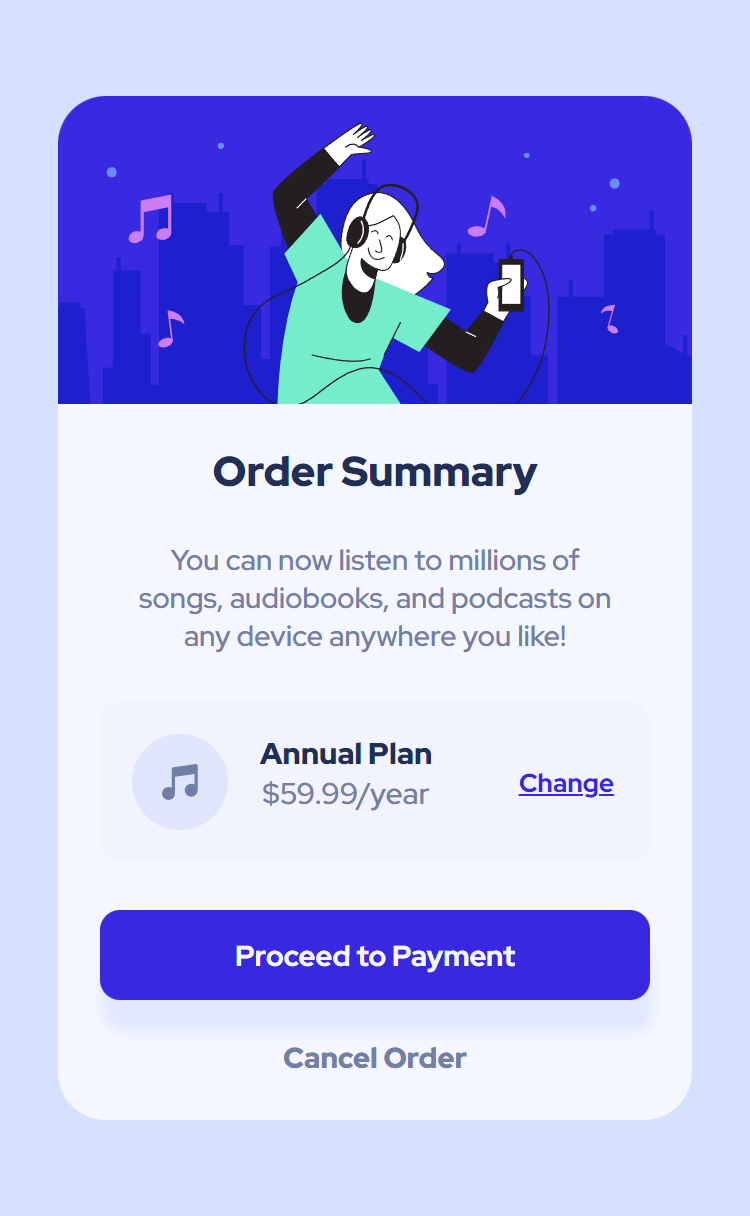 Order Summary
You can now listen to millions of
songs, audiobooks, and podcasts on
any device anywhere you like!
Annual Plan
$59.99/year
Change
Proceed to Payment
Cancel Order